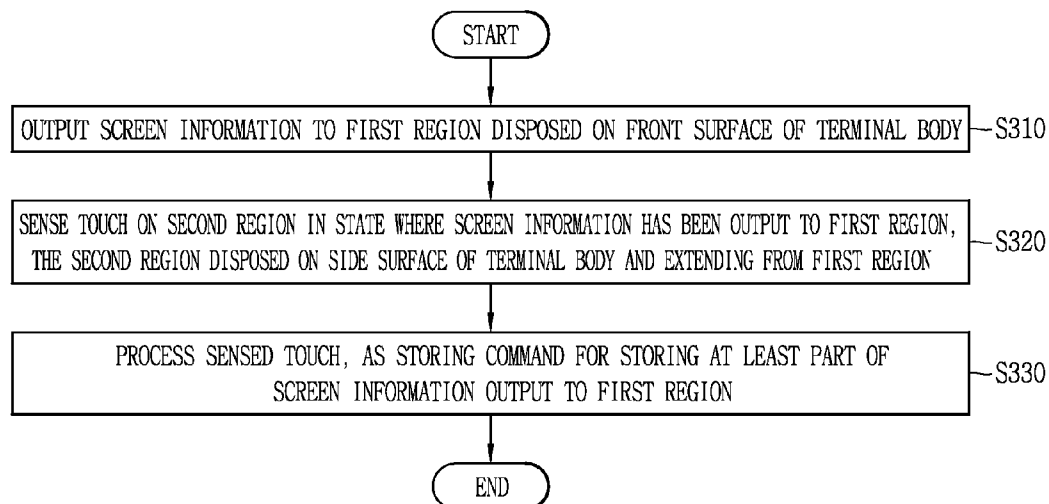 START
OUTPUT SCREEN INFORMATION TO FIRST REGION DISPOSED ON FRONT SURFACE OF TERMINAL BODY
S310
SENSE TOUCH ON SECOND REGION IN STATE WHERE SCREEN INFORMATION HAS BEEN OUTPUT TO FIRST REGION,
THE SECOND REGION DISPOSED ON SIDE SURFACE OF TERMINAL BODY AND EXTENDING FROM FIRST REGION
S320
PROCESS SENSED TOUCH, AS STORING COMMAND FOR STORING AT LEAST PART OF
SCREEN INFORMATION OUTPUT TO FIRST REGION
S330
END